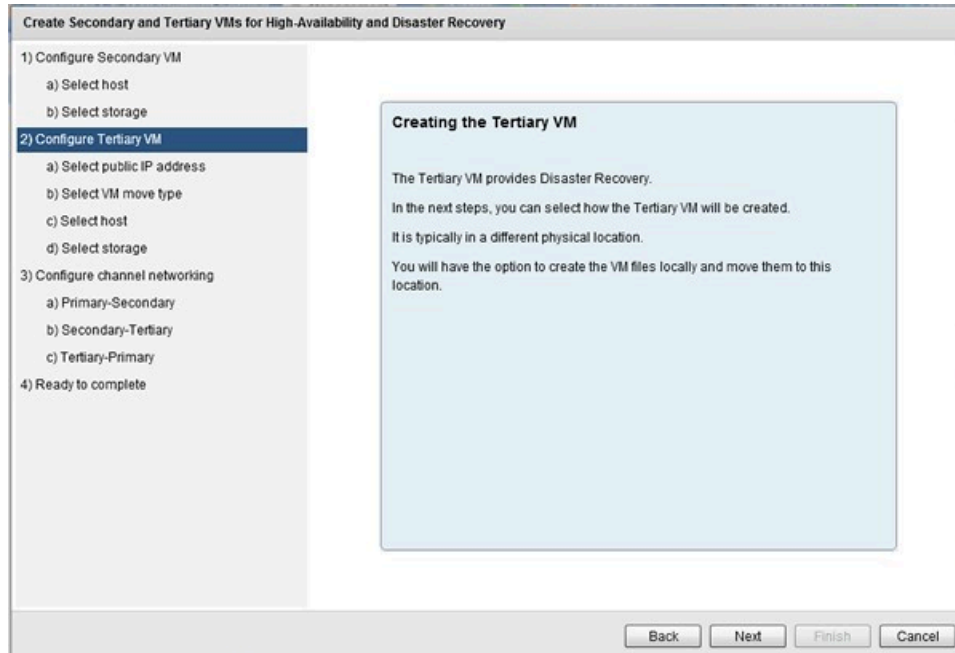 Create Secondary and Tertiary VMs for High-Availability and Disaster Recovery
1) Configure Secondary VM
a) Select host
b) Select storage
2) Configure Tertiary VM
a) Select public IP address
b) Select VM move type
c) Select host
d) Select storage
3) Configure channel networking
a) Primary-Secondary
b) Secondary-Tertiary
c) Tertiary-Primary
4) Ready to complete
Creating the Tertiary VM
The Tertiary VM provides Disaster Recovery.
In the next steps, you can select how the Tertiary VM will be created.
It is typically in a different physical location.
You will have the option to create the VM files locally and move them to this
location.
Back Next Finish Cancel